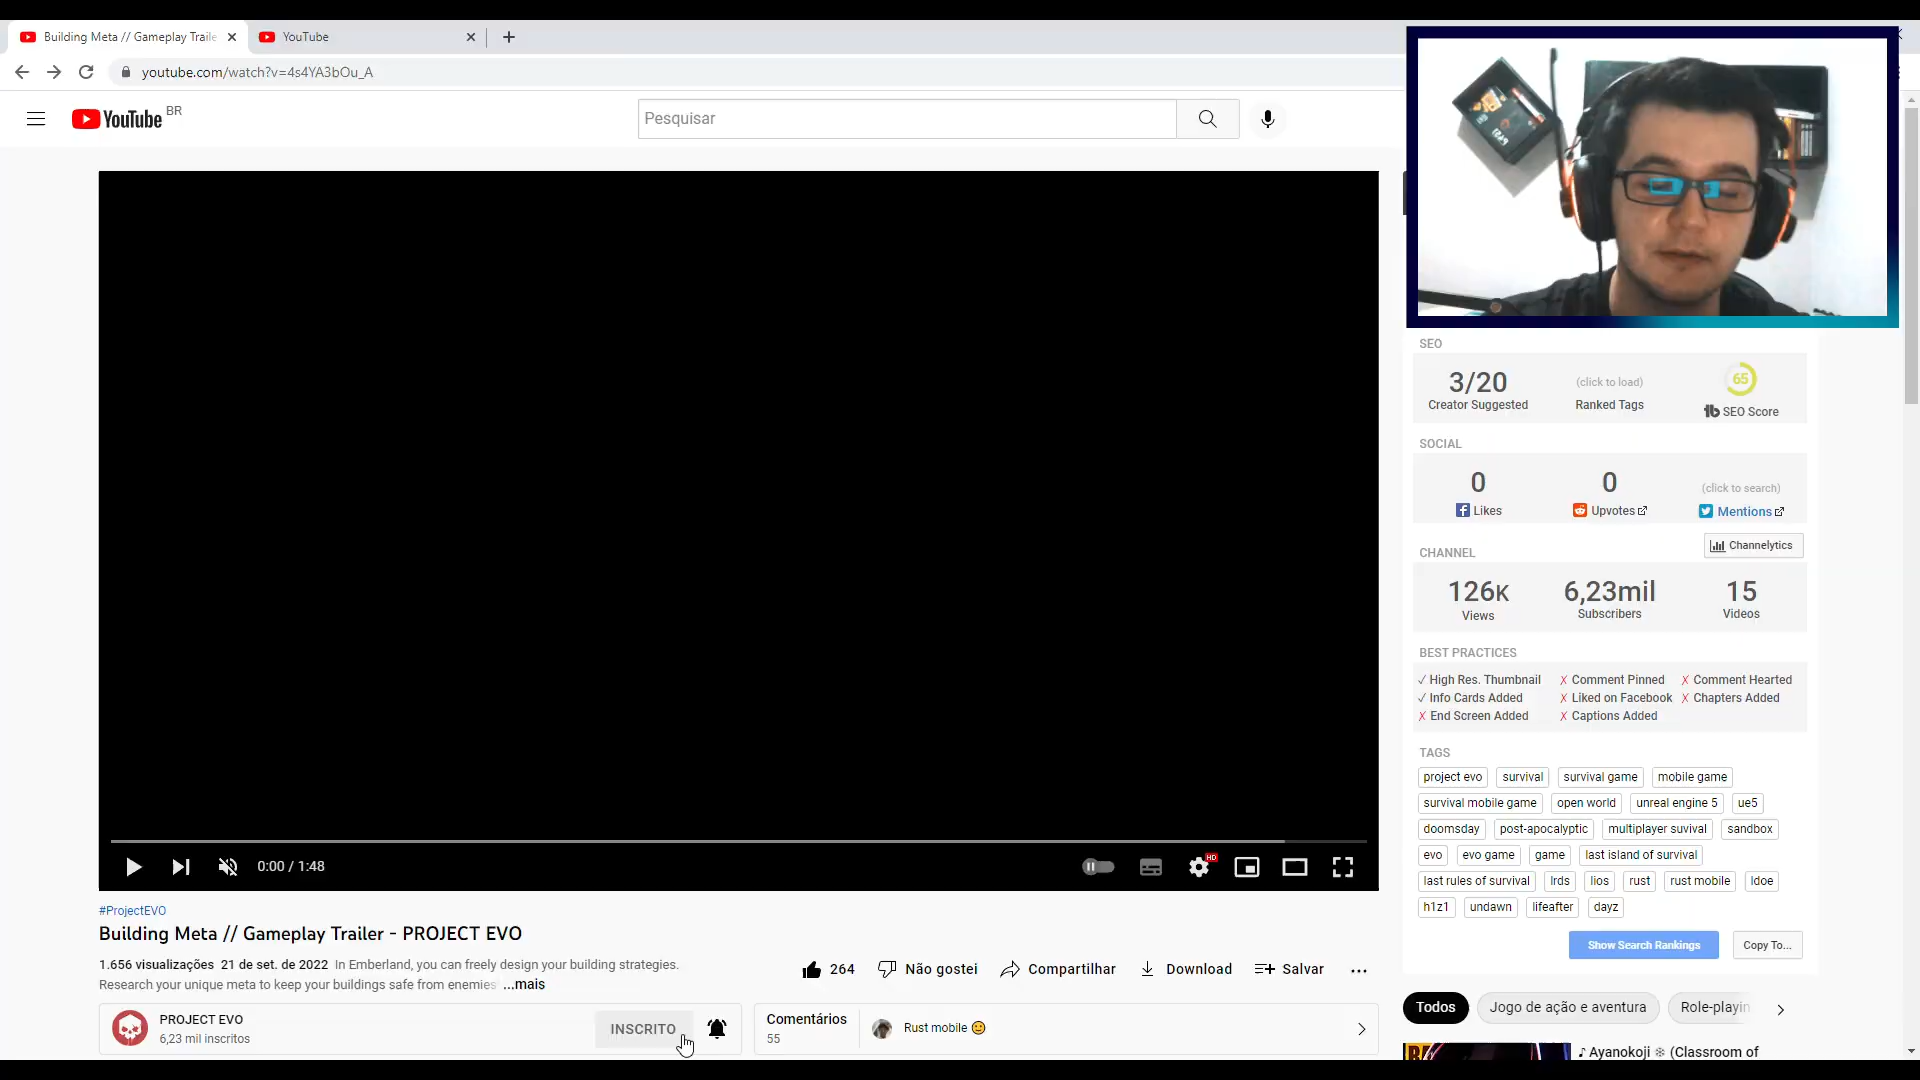 Building Meta // Gameplay Traile
YouTube
youtube.com/watch?v=4s4YA3bOu_A
YouTube BR
Pesquisar
0:00 / 1:48
HD
#ProjectEVO
Building Meta // Gameplay Trailer - PROJECT EVO
1.656 visualizações 21 de set. de 2022 In Emberland, you can freely design your building strategies.
Research your unique meta to keep your buildings safe from enemies! ...mais
264 Não gostei Compartilhar Download Salvar
PROJECT EVO
6,23 mil inscritos
INSCRITO
Comentários
55
Rust mobile
SEO
3/20
Creator Suggested
(click to load)
Ranked Tags
65
tb SEO Score
SOCIAL
0
Likes
0
Upvotes
(click to search)
Mentions
CHANNEL
Channelytics
126K
Views
6,23mil
Subscribers
15
Videos
BEST PRACTICES
✓ High Res. Thumbnail X Comment Pinned X Comment Hearted
✓ Info Cards Added X Liked on Facebook X Chapters Added
X End Screen Added X Captions Added
TAGS
project evo survival survival game mobile game
survival mobile game open world unreal engine 5 ue5
doomsday post-apocalyptic multiplayer suvival sandbox
evo evo game game last island of survival
last rules of survival lrds lios rust rust mobile ldoe
h1z1 undawn lifeafter dayz
Show Search Rankings Copy To...
Todos Jogo de ação e aventura Role-playin
♪ Ayanokoji ❄ (Classroom of